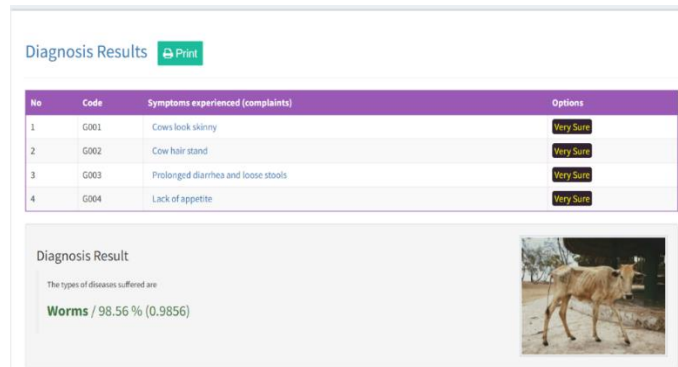 Diagnosis Results Print
No Code Symptoms experienced (complaints) Options
1 G001 Cows look skinny Very Sure
2 G002 Cow hair stand Very Sure
3 G003 Prolonged diarrhea and loose stools Very Sure
4 G004 Lack of appetite Very Sure
Diagnosis Result
The types of diseases suffered are
Worms / 98.56 % (0.9856)